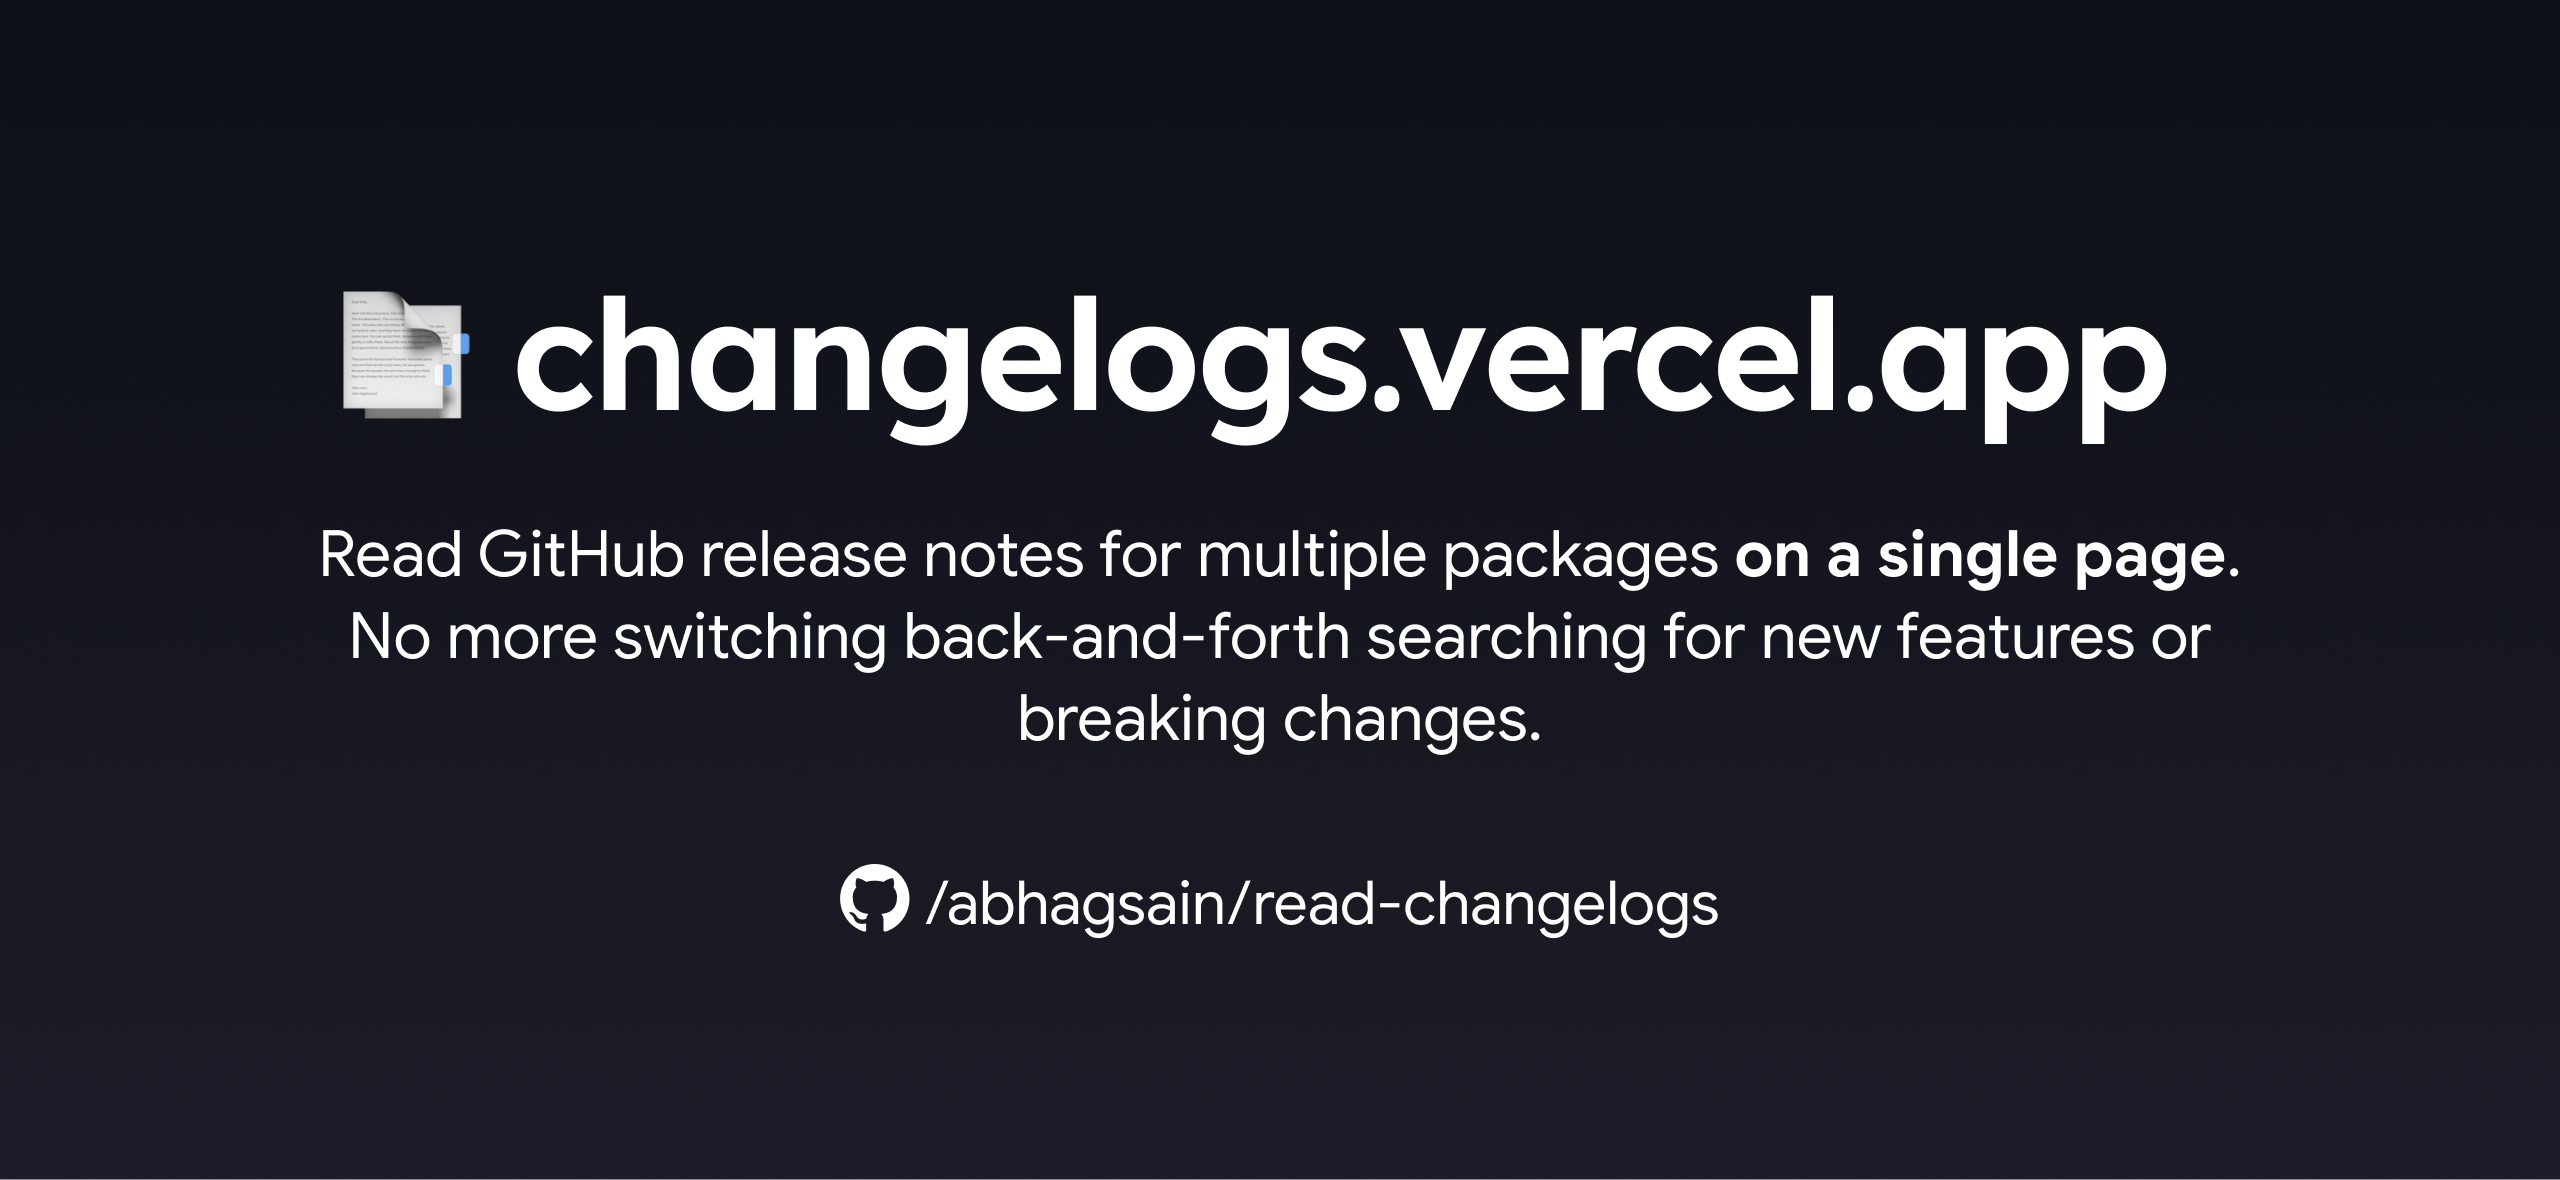 changelogs.vercel.app
Read GitHub release notes for multiple packages on a single page.
No more switching back-and-forth searching for new features or
breaking changes.
/abhagsain/read-changelogs